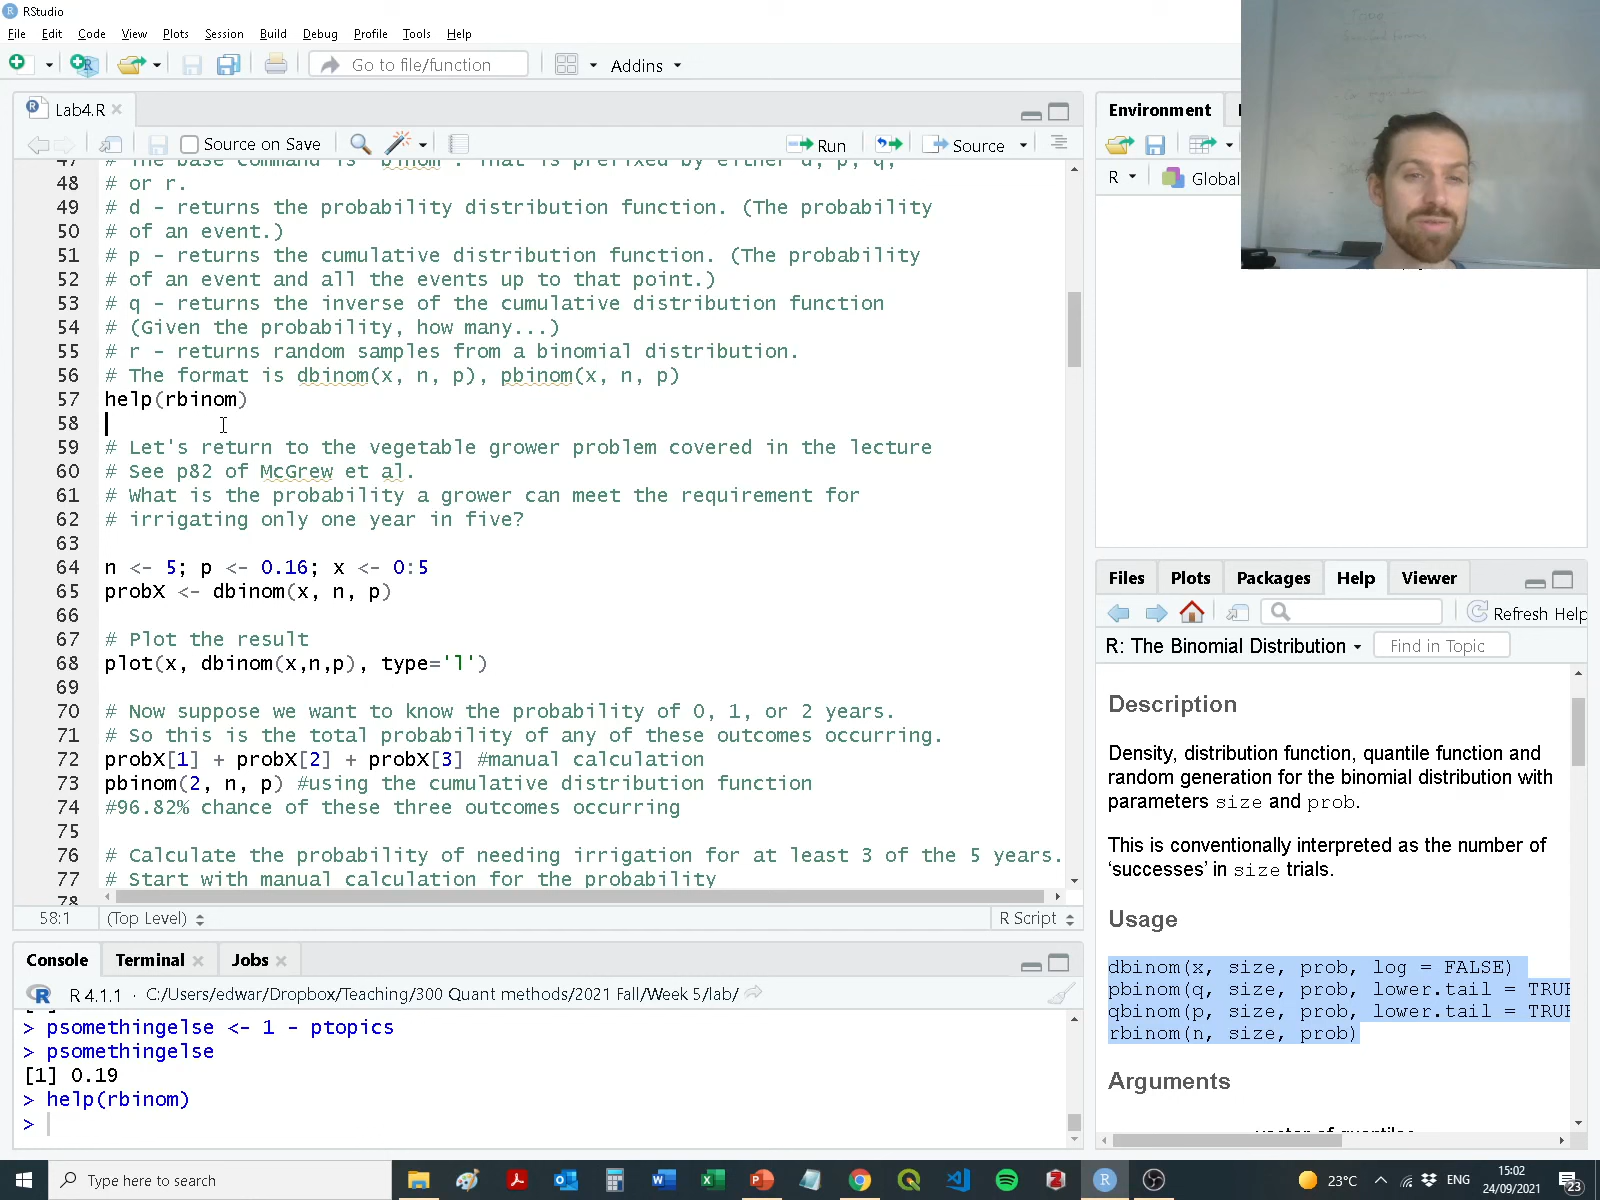 RStudio
File Edit Code View Plots Session Build Debug Profile Tools Help
Go to file/function
Addins
Lab4.R
Source on Save
Run
Source
47 # The base command is 'binom'. That is prefixed by either d, p, q,
48 # or r.
49 # d - returns the probability distribution function. (The probability
50 # of an event.)
51 # p - returns the cumulative distribution function. (The probability
52 # of an event and all the events up to that point.)
53 # q - returns the inverse of the cumulative distribution function
54 # (Given the probability, how many...)
55 # r - returns random samples from a binomial distribution.
56 # The format is dbinom(x, n, p), pbinom(x, n, p)
57 help(rbinom)
58
59 # Let's return to the vegetable grower problem covered in the lecture
60 # See p82 of McGrew et al.
61 # What is the probability a grower can meet the requirement for
62 # irrigating only one year in five?
63
64 n <- 5; p <- 0.16; x <- 0:5
65 probX <- dbinom(x, n, p)
66
67 # Plot the result
68 plot(x, dbinom(x,n,p), type='l')
69
70 # Now suppose we want to know the probability of 0, 1, or 2 years.
71 # So this is the total probability of any of these outcomes occurring.
72 probX[1] + probX[2] + probX[3] #manual calculation
73 pbinom(2, n, p) #using the cumulative distribution function
74 #96.82% chance of these three outcomes occurring
75
76 # Calculate the probability of needing irrigation for at least 3 of the 5 years.
77 # Start with manual calculation for the probability
78
58:1 (Top Level) R Script
Console Terminal Jobs
R 4.1.1 · C:/Users/edwar/Dropbox/Teaching/300 Quant methods/2021 Fall/Week 5/lab/
> psomethingelse <- 1 - ptopics
> psomethingelse
[1] 0.19
> help(rbinom)
>
Environment
R Global
Files Plots Packages Help Viewer
Refresh Help
R: The Binomial Distribution
Find in Topic
Description
Density, distribution function, quantile function and
random generation for the binomial distribution with
parameters size and prob.
This is conventionally interpreted as the number of
‘successes’ in size trials.
Usage
dbinom(x, size, prob, log = FALSE)
pbinom(q, size, prob, lower.tail = TRUE
qbinom(p, size, prob, lower.tail = TRUE
rbinom(n, size, prob)
Arguments
vector of quantiles
Type here to search
23°C
ENG
15:02
24/09/2021
23